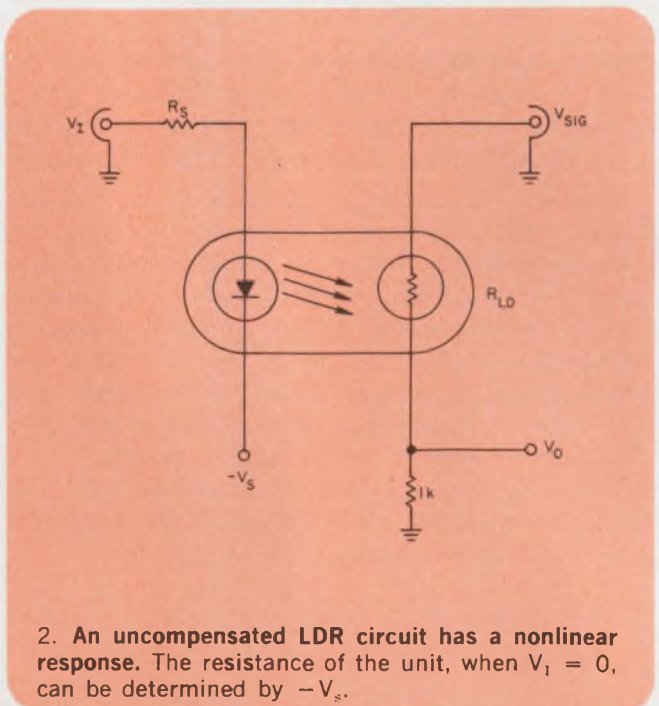 V_I
R_S
V_SIG
R_LD
-V_S
V_O
1k
2. An uncompensated LDR circuit has a nonlinear
response. The resistance of the unit, when V_I = 0,
can be determined by -V_s.